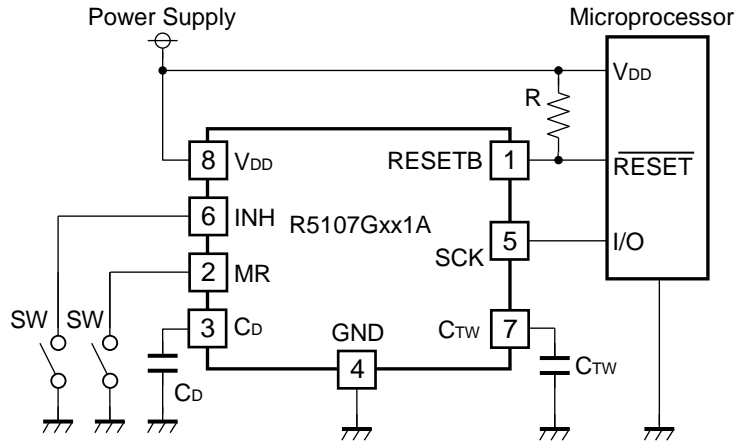 Power Supply
Microprocessor
VDD
R
8
VDD
RESETB
1
RESET
6
INH
R5107Gxx1A
SCK
5
I/O
2
MR
SW
SW
3
CD
GND
CTW
7
4
CD
CTW